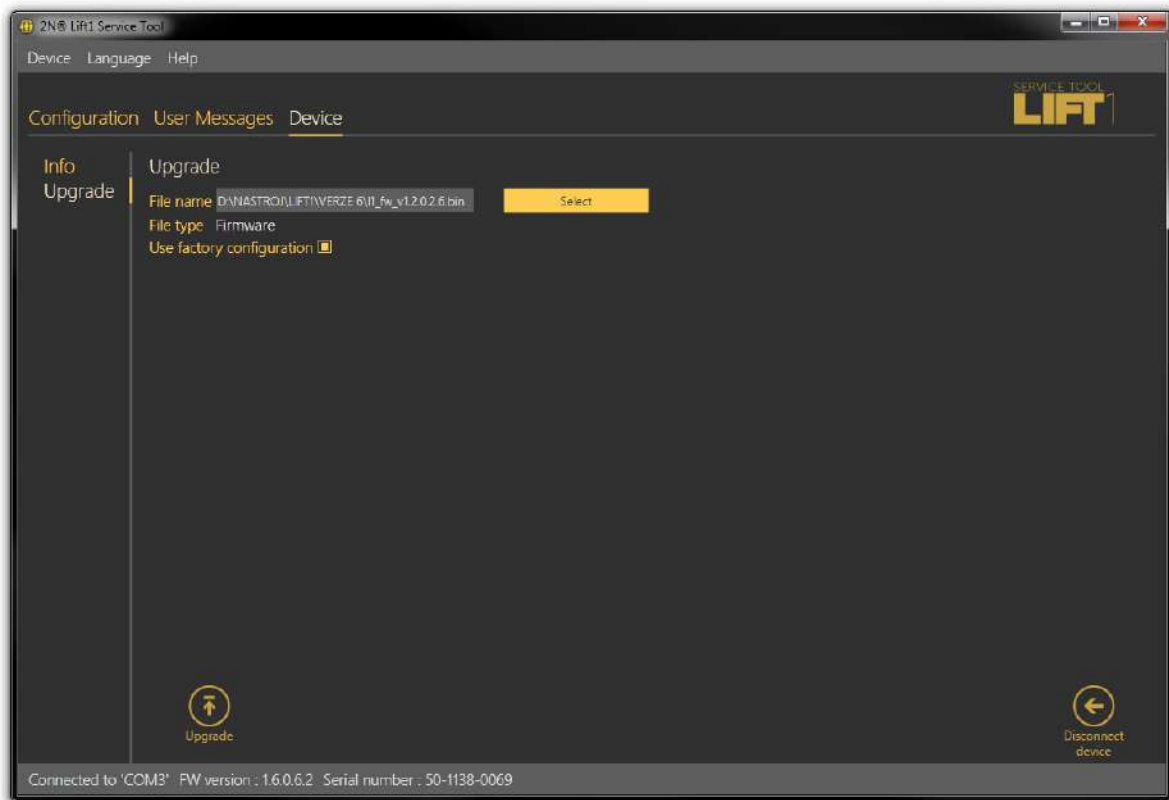 2N® Lift1 Service Tool
Device Language Help
SERVICE TOOL
LIFT1
Configuration User Messages Device
Info
Upgrade
Upgrade
File name D:\NASTROJ\LIFT1\VERZE 6\l1_fw_v1.2.0.2.6.bin Select
File type Firmware
Use factory configuration
Upgrade
Disconnect
device
Connected to 'COM3' FW version : 1.6.0.6.2 Serial number : 50-1138-0069